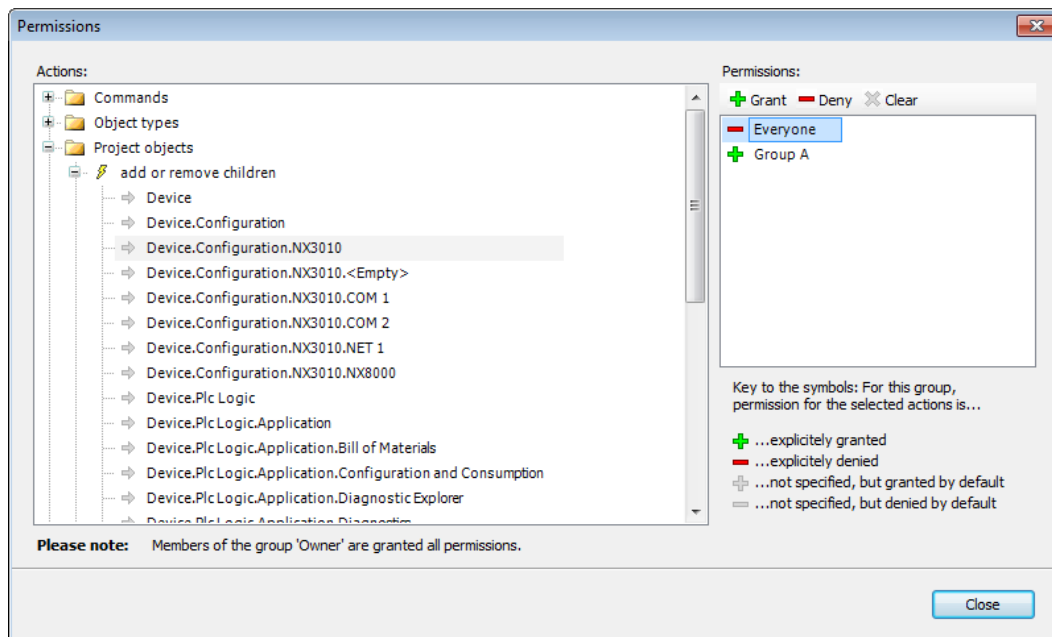 Permissions
Actions:
Commands
Object types
Project objects
add or remove children
Device
Device.Configuration
Device.Configuration.NX3010
Device.Configuration.NX3010.<Empty>
Device.Configuration.NX3010.COM 1
Device.Configuration.NX3010.COM 2
Device.Configuration.NX3010.NET 1
Device.Configuration.NX3010.NX8000
Device.Plc Logic
Device.Plc Logic.Application
Device.Plc Logic.Application.Bill of Materials
Device.Plc Logic.Application.Configuration and Consumption
Device.Plc Logic.Application.Diagnostic Explorer
Device.Plc Logic.Application.Diagnostics
Permissions:
Grant Deny Clear
Everyone
Group A
Key to the symbols: For this group,
permission for the selected actions is...
...explicitely granted
...explicitely denied
...not specified, but granted by default
...not specified, but denied by default
Please note: Members of the group 'Owner' are granted all permissions.
Close